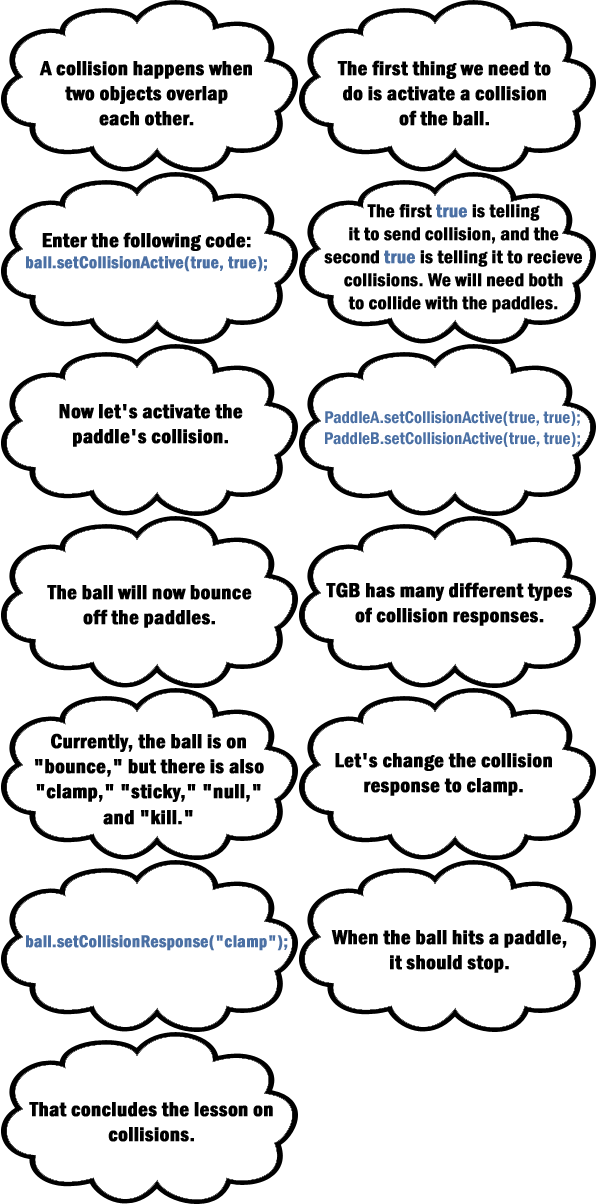 A collision happens when
two objects overlap
each other.
The first thing we need to
do is activate a collision
of the ball.
Enter the following code:
ball.setCollisionActive(true, true);
The first true is telling
it to send collision, and the
second true is telling it to recieve
collisions. We will need both
to collide with the paddles.
Now let's activate the
paddle's collision.
PaddleA.setCollisionActive(true, true);
PaddleB.setCollisionActive(true, true);
The ball will now bounce
off the paddles.
TGB has many different types
of collision responses.
Currently, the ball is on
"bounce," but there is also
"clamp," "sticky," "null,"
and "kill."
Let's change the collision
response to clamp.
ball.setCollisionResponse("clamp");
When the ball hits a paddle,
it should stop.
That concludes the lesson on
collisions.